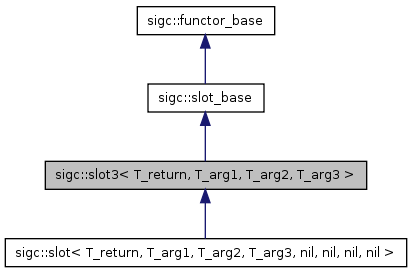 sigc::functor_base
sigc::slot_base
sigc::slot3< T_return, T_arg1, T_arg2, T_arg3 >
sigc::slot< T_return, T_arg1, T_arg2, T_arg3, nil, nil, nil, nil >